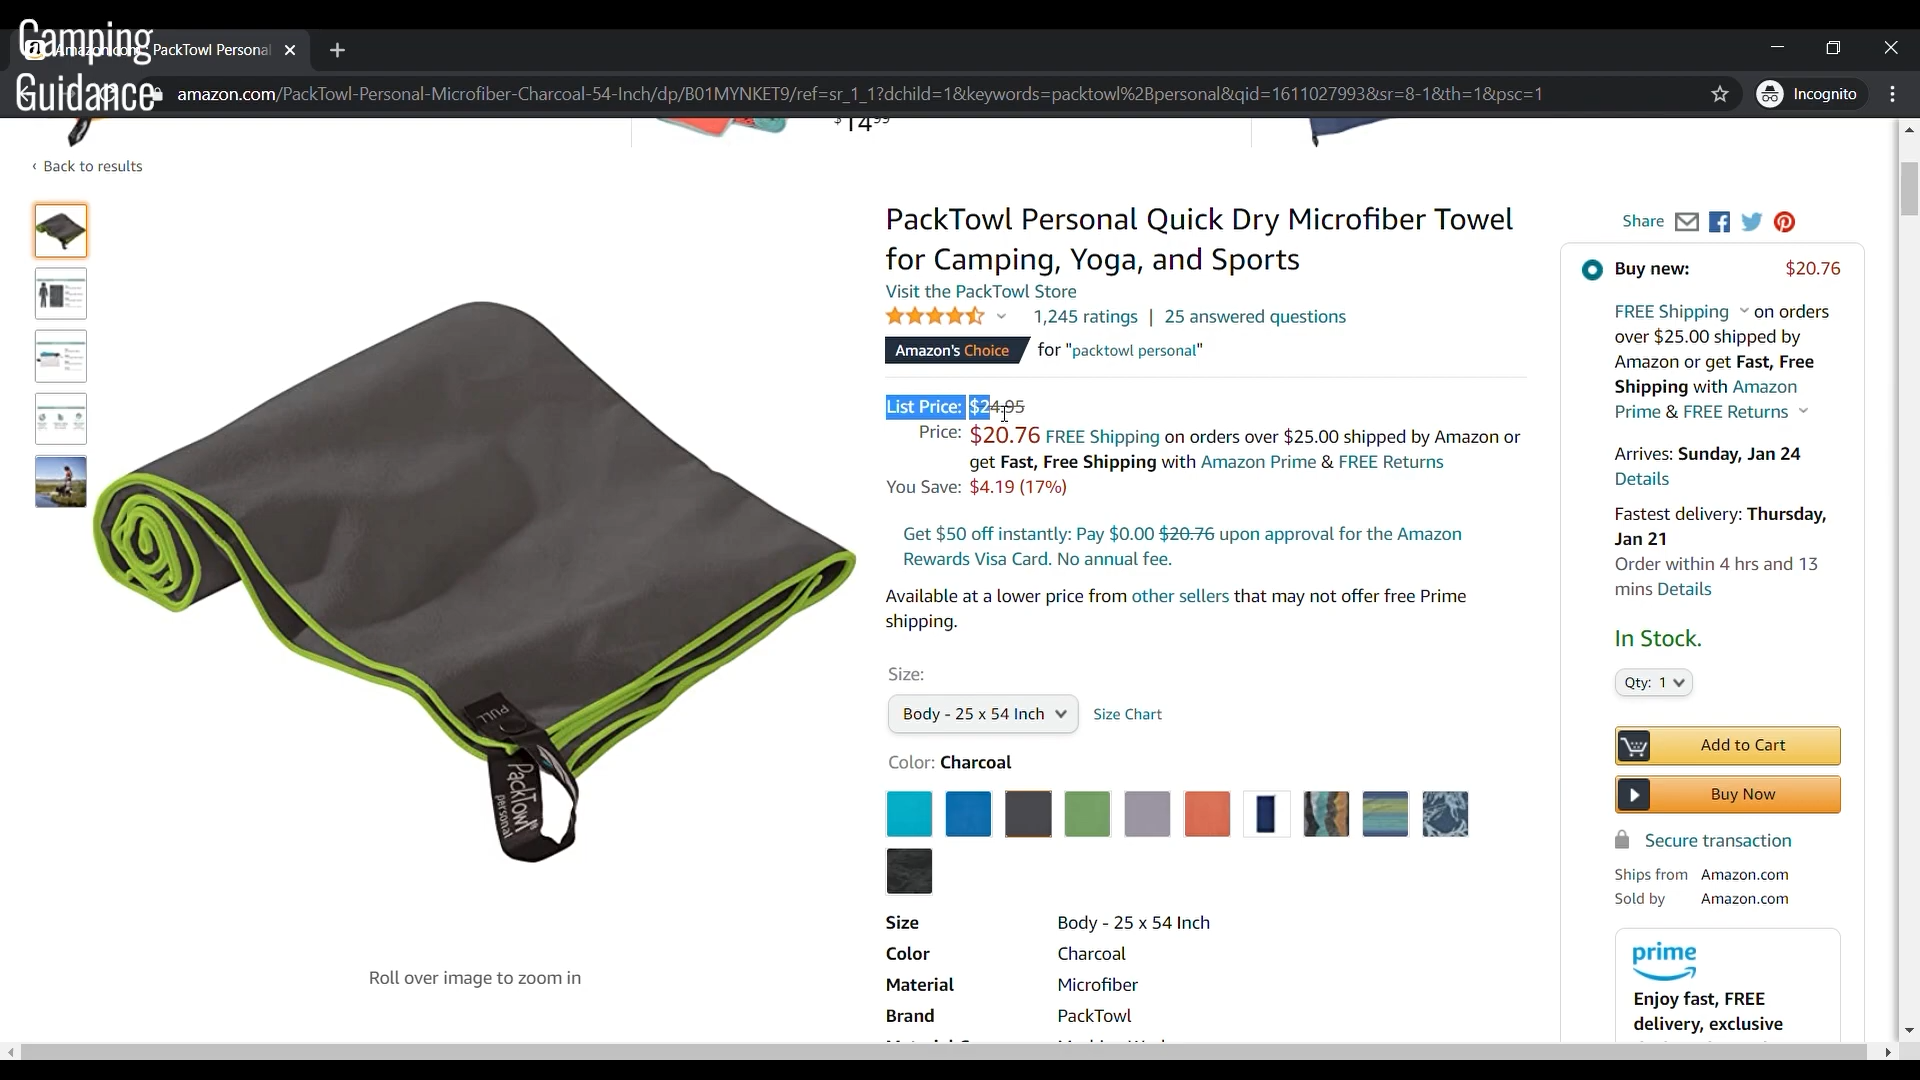 Camping
Guidance
Amazon.com: PackTowl Personal
amazon.com/PackTowl-Personal-Microfiber-Charcoal-54-Inch/dp/B01MYNKET9/ref=sr_1_1?dchild=1&keywords=packtowl%2Bpersonal&qid=1611027993&sr=8-1&th=1&psc=1
Incognito
$14.99
‹ Back to results
PackTowl Personal Quick Dry Microfiber Towel
for Camping, Yoga, and Sports
Visit the PackTowl Store
1,245 ratings | 25 answered questions
Amazon's Choice for "packtowl personal"
List Price: $24.95
Price: $20.76 FREE Shipping on orders over $25.00 shipped by Amazon or
get Fast, Free Shipping with Amazon Prime & FREE Returns
You Save: $4.19 (17%)
Get $50 off instantly: Pay $0.00 $20.76 upon approval for the Amazon
Rewards Visa Card. No annual fee.
Available at a lower price from other sellers that may not offer free Prime
shipping.
Size:
Body - 25 x 54 Inch
Size Chart
Color: Charcoal
Size Body - 25 x 54 Inch
Color Charcoal
Material Microfiber
Brand PackTowl
PULL
PackTowl®
personal
Roll over image to zoom in
Share
Buy new: $20.76
FREE Shipping on orders
over $25.00 shipped by
Amazon or get Fast, Free
Shipping with Amazon
Prime & FREE Returns
Arrives: Sunday, Jan 24
Details
Fastest delivery: Thursday,
Jan 21
Order within 4 hrs and 13
mins Details
In Stock.
Qty: 1
Add to Cart
Buy Now
Secure transaction
Ships from Amazon.com
Sold by Amazon.com
prime
Enjoy fast, FREE
delivery, exclusive